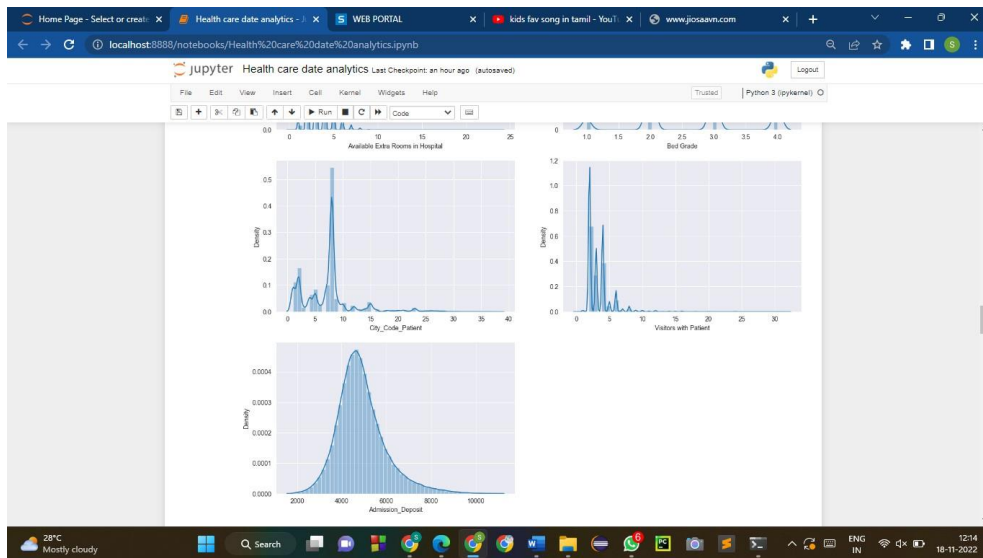 Home Page - Select or create
Health care date analytics - J
WEB PORTAL
kids fav song in tamil - YouTu
www.jiosaavn.com
localhost:8888/notebooks/Health%20care%20date%20analytics.ipynb
S
jupyter Health care date analytics Last Checkpoint: an hour ago (autosaved)
Logout
File Edit View Insert Cell Kernel Widgets Help
Trusted Python 3 (ipykernel)
Run Code
0.0
0 5 10 15 20 25
Available Extra Rooms in Hospital
0
1.0 1.5 2.0 2.5 3.0 3.5 4.0
Bed Grade
0.5
0.4
0.3
0.2
0.1
0.0
Density
0 5 10 15 20 25 30 35 40
City_Code_Patient
1.2
1.0
0.8
0.6
0.4
0.2
0.0
Density
0 5 10 15 20 25 30
Visitors with Patient
0.0004
0.0003
0.0002
0.0001
0.0000
Density
2000 4000 6000 8000 10000
Admission_Deposit
28°C
Mostly cloudy
Search
ENG
IN
12:14
18-11-2022